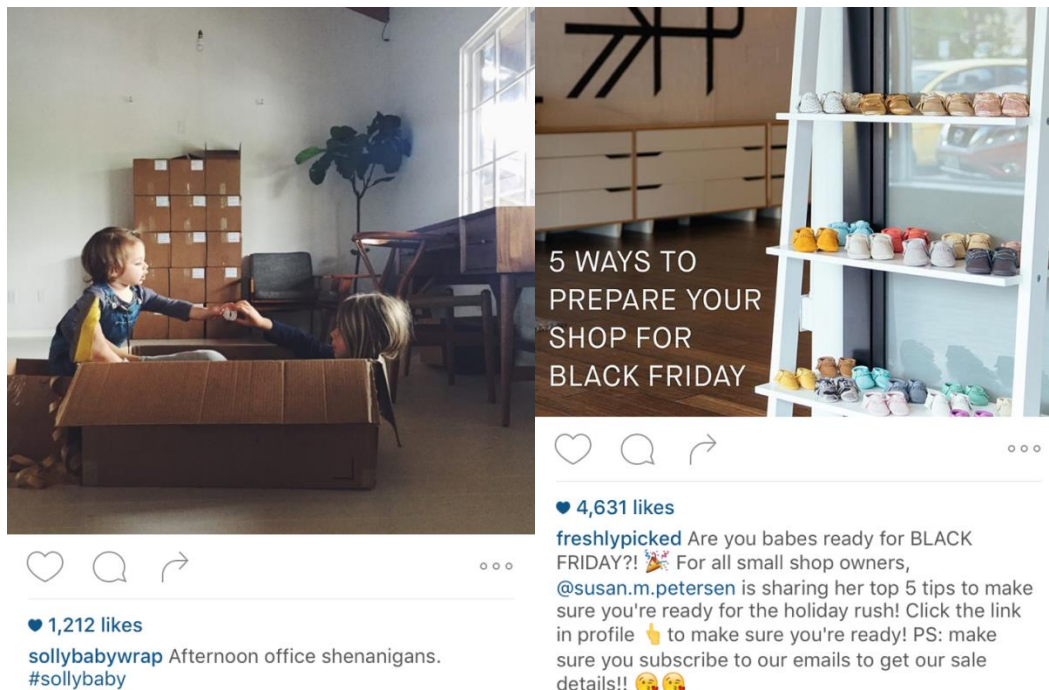 1,212 likes
sollybabywrap Afternoon office shenanigans.
#sollybaby
5 WAYS TO
PREPARE YOUR
SHOP FOR
BLACK FRIDAY
4,631 likes
freshlypicked Are you babes ready for BLACK
FRIDAY?! 🎉 For all small shop owners,
@susan.m.petersen is sharing her top 5 tips to make
sure you're ready for the holiday rush! Click the link
in profile 👆 to make sure you're ready! PS: make
sure you subscribe to our emails to get our sale
details!! 😘😘